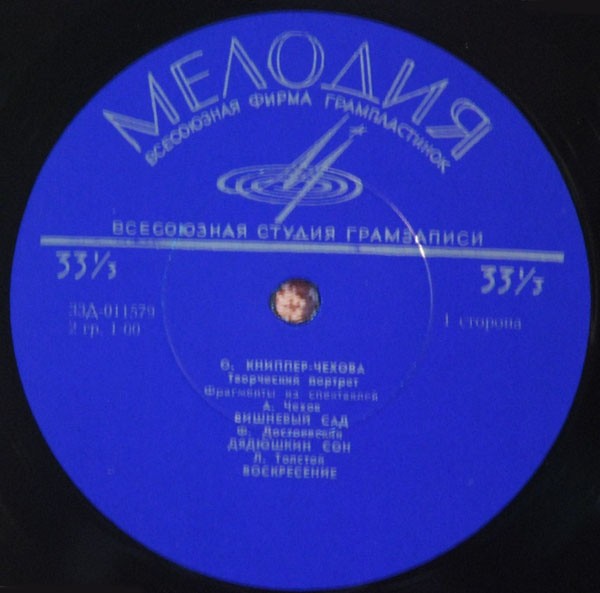 МЕЛОДИЯ
ВСЕСОЮЗНАЯ ФИРМА ГРАМПЛАСТИНОК
ВСЕСОЮЗНАЯ СТУДИЯ ГРАМЗАПИСИ
33⅓ 33⅓
33Д-011579
2 гр. 1-00
1 сторона
О. КНИППЕР-ЧЕХОВА
Творческий портрет
Фрагменты из спектаклей
А. Чехов
ВИШНЕВЫЙ САД
Ф. Достоевский
ДЯДЮШКИН СОН
Л. Толстой
ВОСКРЕСЕНИЕ